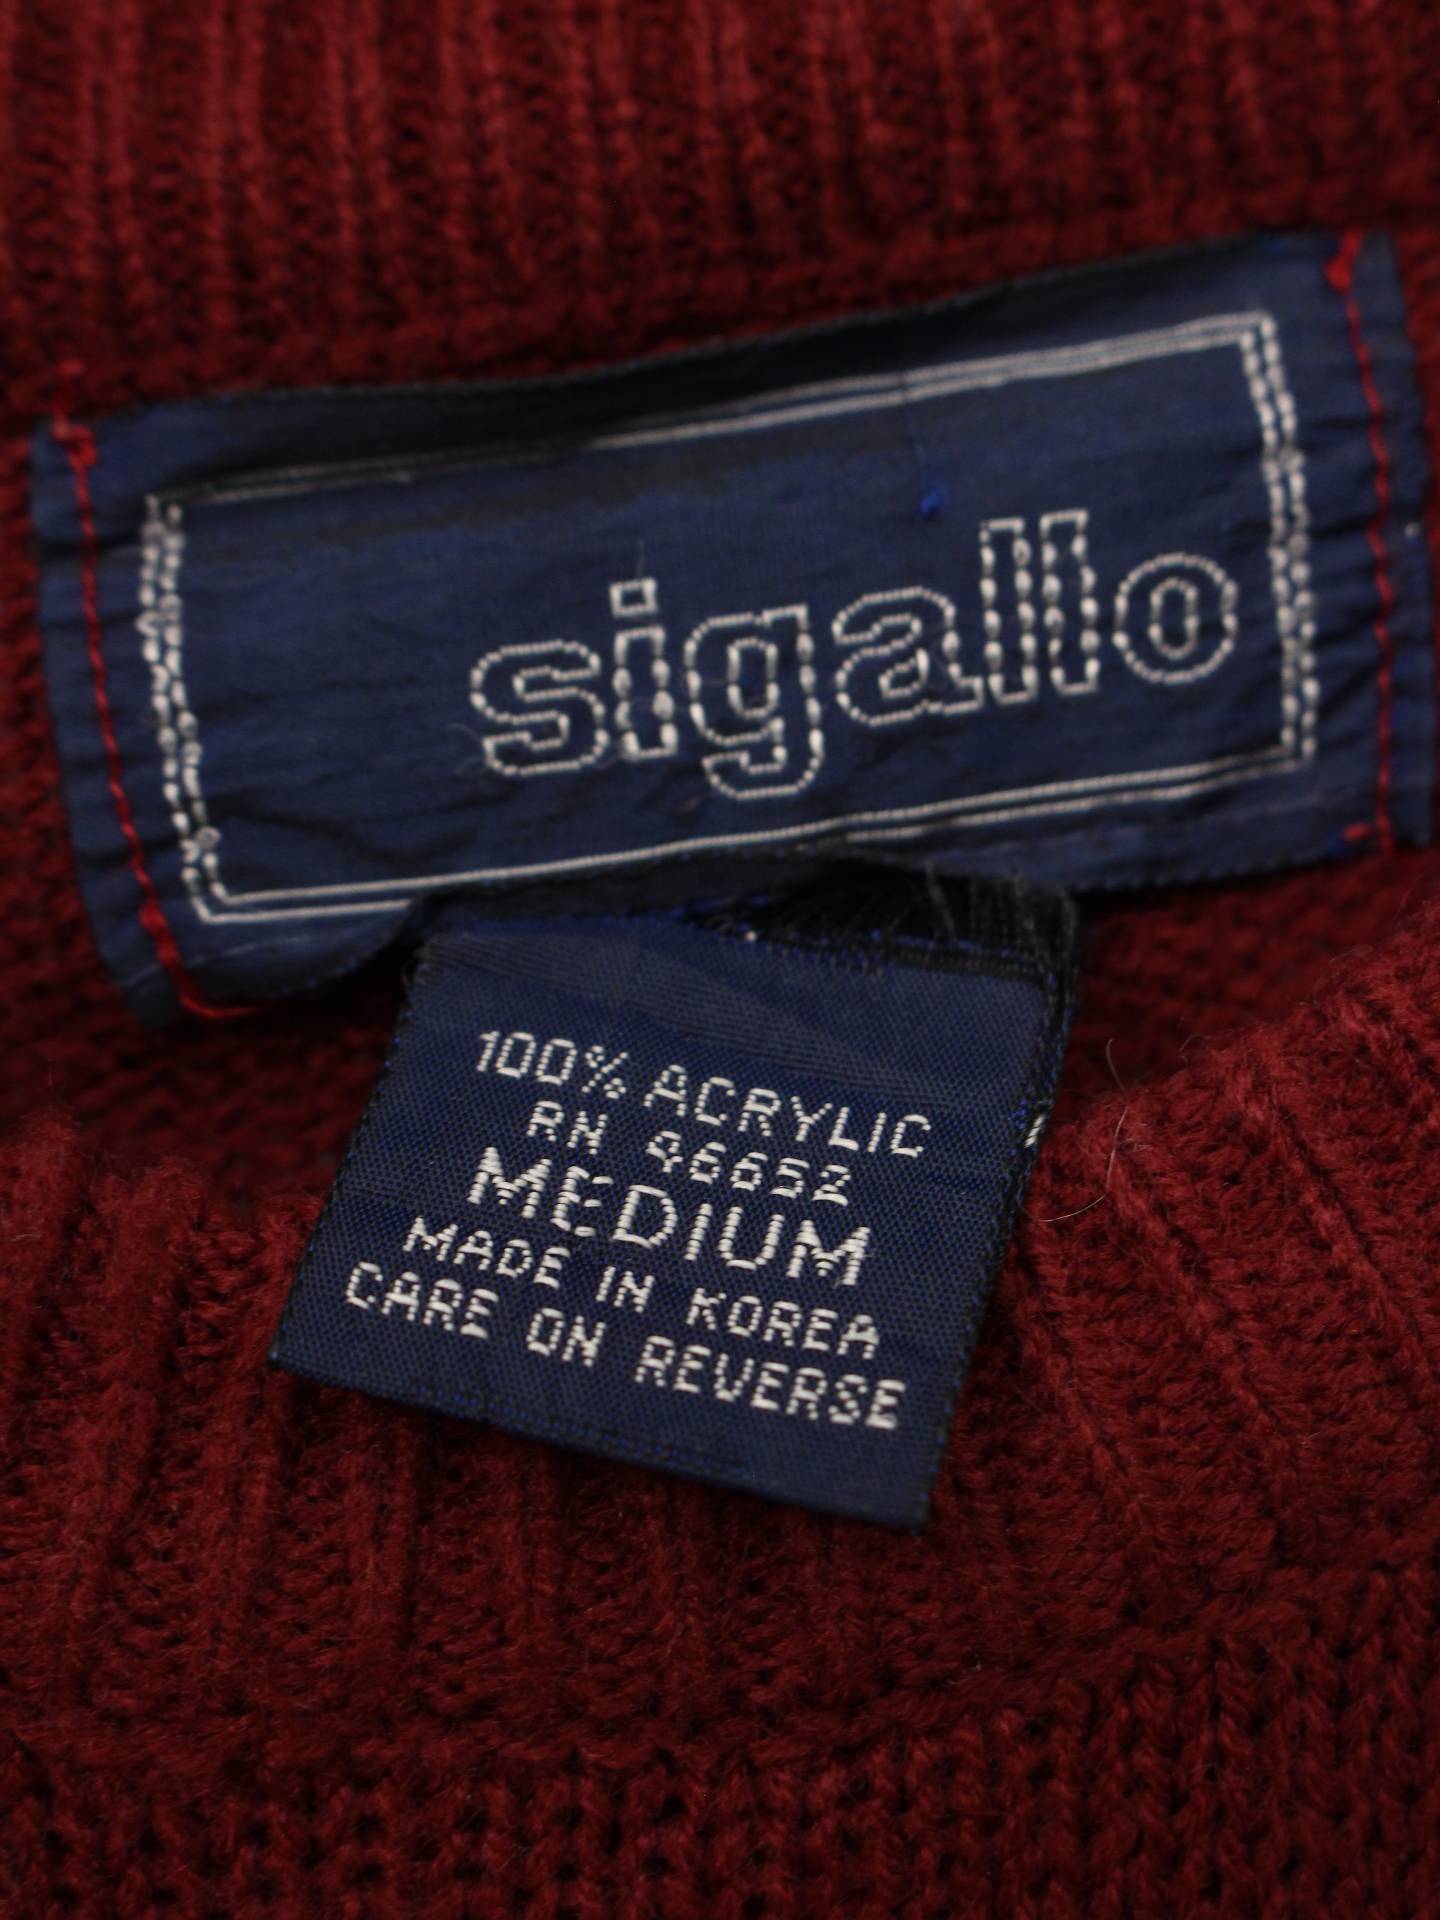 sigallo
100% ACRYLIC
RN 46652
MEDIUM
MADE IN KOREA
CARE ON REVERSE